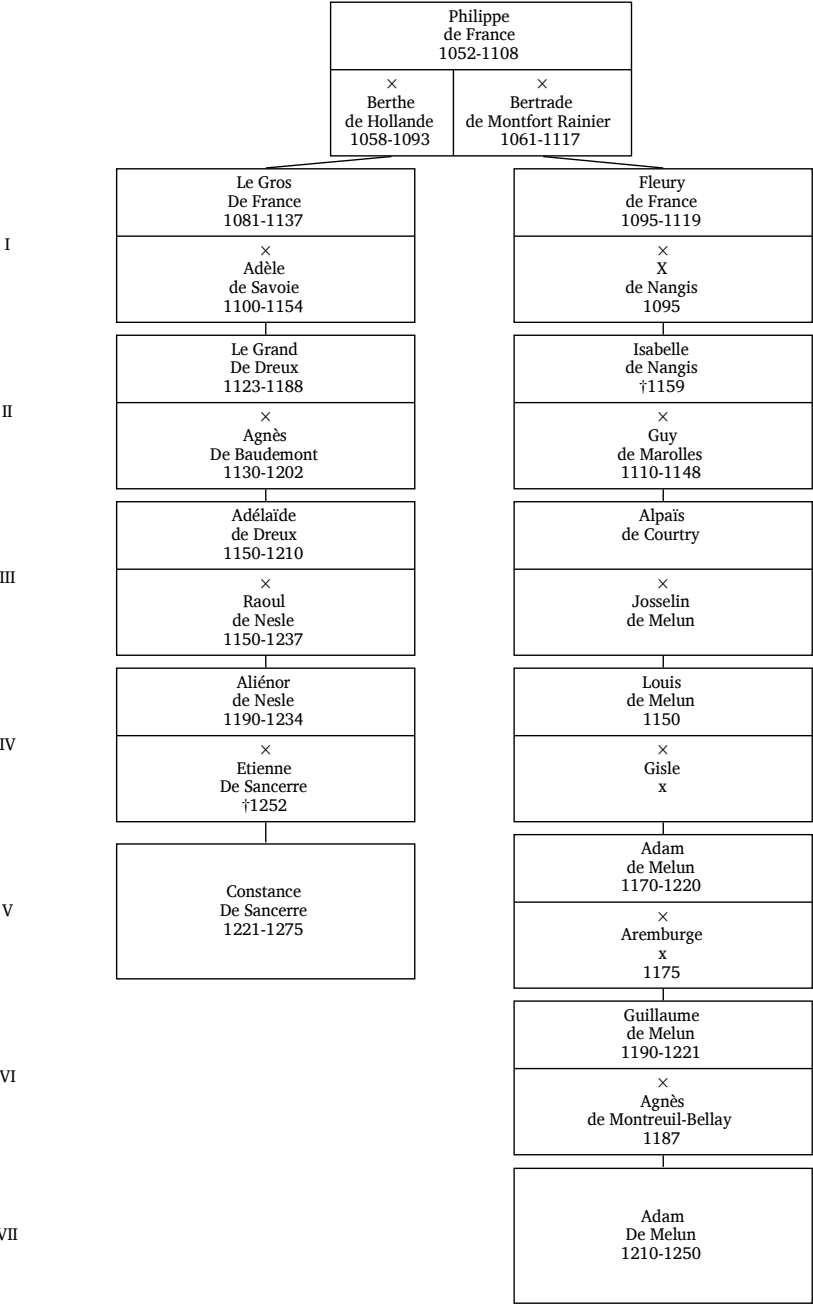 Philippe
de France
1052-1108
×
Berthe
de Hollande
1058-1093
×
Bertrade
de Montfort Rainier
1061-1117
I
Le Gros
De France
1081-1137
×
Adèle
de Savoie
1100-1154
Fleury
de France
1095-1119
×
X
de Nangis
1095
II
Le Grand
De Dreux
1123-1188
×
Agnès
De Baudemont
1130-1202
Isabelle
de Nangis
†1159
×
Guy
de Marolles
1110-1148
III
Adélaïde
de Dreux
1150-1210
×
Raoul
de Nesle
1150-1237
Alpaïs
de Courtry
×
Josselin
de Melun
IV
Aliénor
de Nesle
1190-1234
×
Etienne
De Sancerre
†1252
Louis
de Melun
1150
×
Gisle
x
V
Constance
De Sancerre
1221-1275
Adam
de Melun
1170-1220
×
Aremburge
x
1175
VI
Guillaume
de Melun
1190-1221
×
Agnès
de Montreuil-Bellay
1187
VII
Adam
De Melun
1210-1250